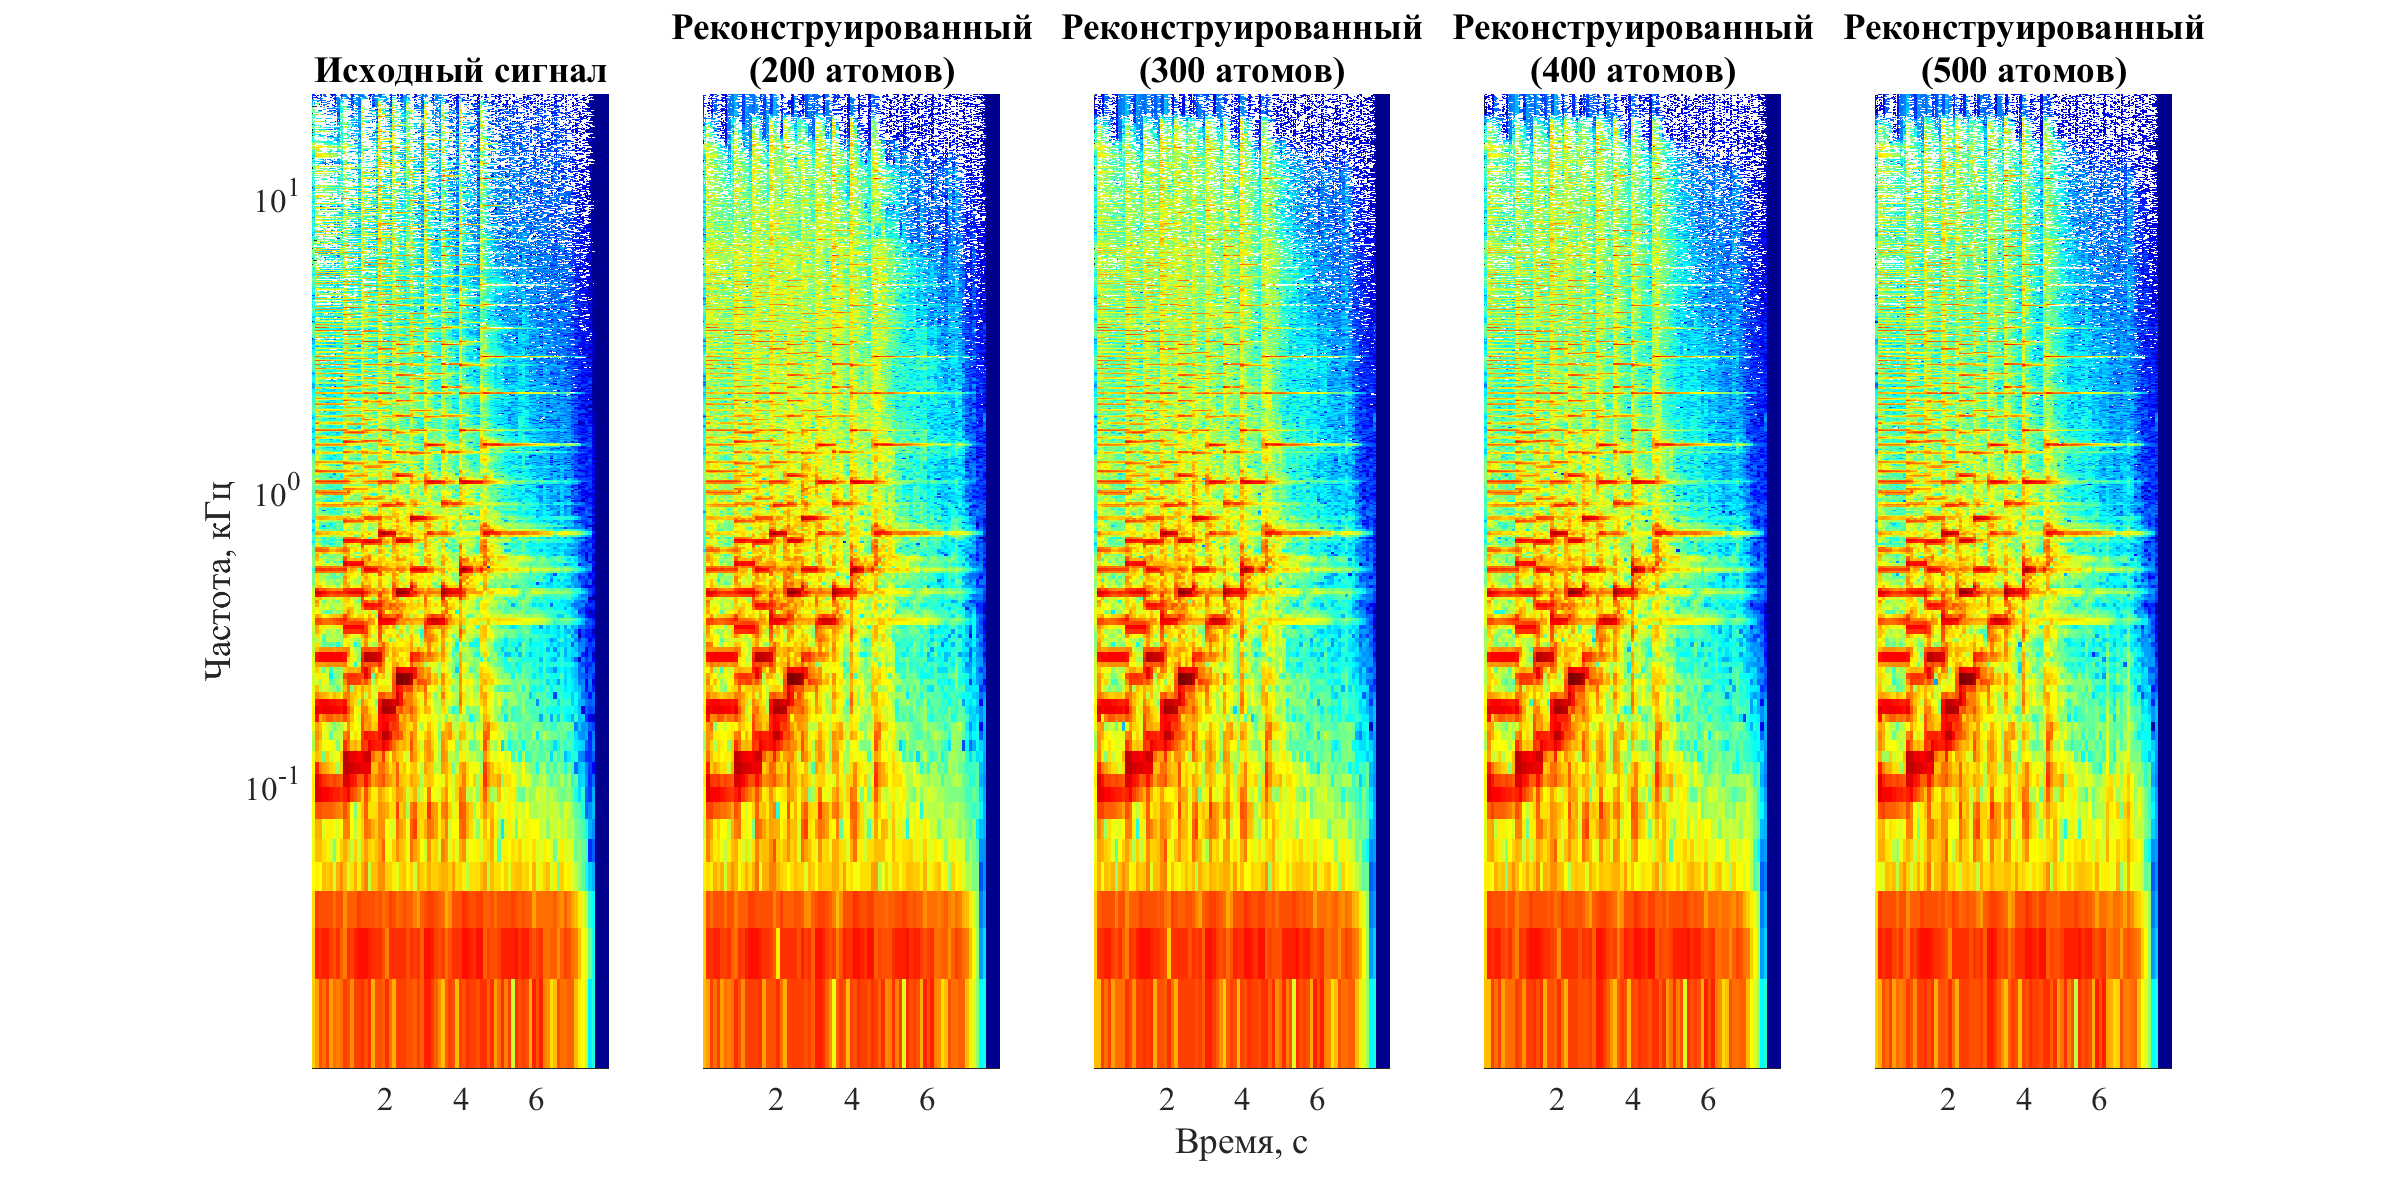 Исходный сигнал
Реконструированный
(200 атомов)
Реконструированный
(300 атомов)
Реконструированный
(400 атомов)
Реконструированный
(500 атомов)
Частота, кГц
10^1
10^0
10^-1
2 4 6
2 4 6
2 4 6
2 4 6
2 4 6
Время, с